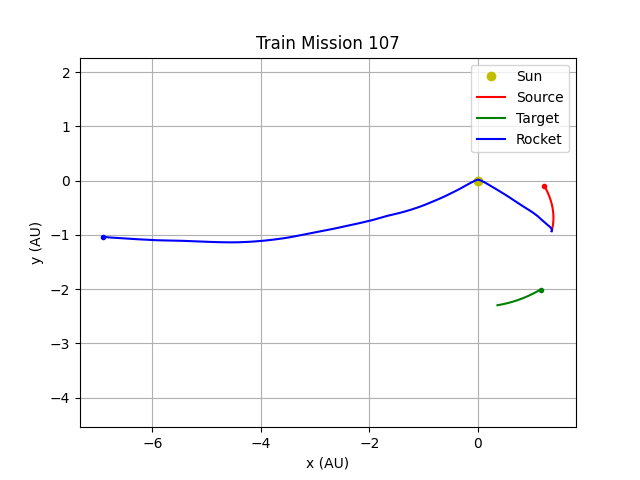 Train Mission 107
Sun
Source
Target
Rocket
2
1
0
−1
−2
−3
−4
y (AU)
−6
−4
−2
0
x (AU)